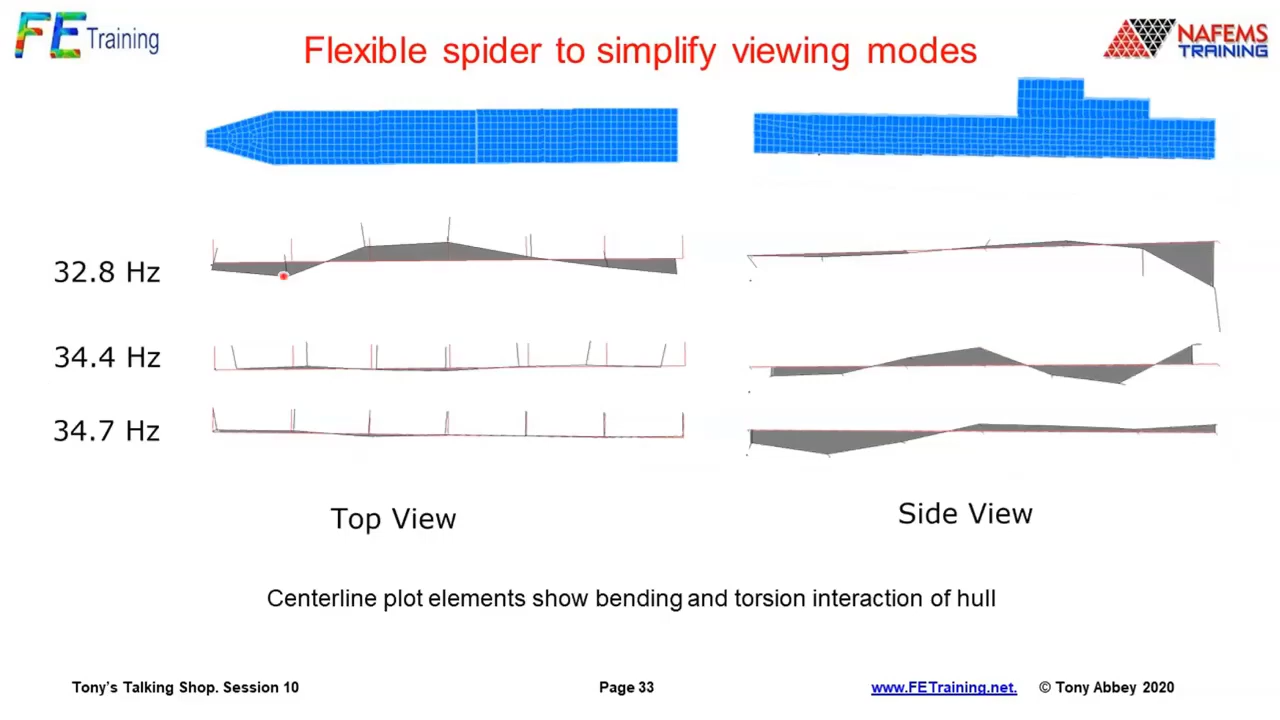 FE Training
Flexible spider to simplify viewing modes
NAFEMS
TRAINING
32.8 Hz
34.4 Hz
34.7 Hz
Top View
Side View
Centerline plot elements show bending and torsion interaction of hull
Tony's Talking Shop. Session 10
Page 33
www.FETraining.net.
© Tony Abbey 2020